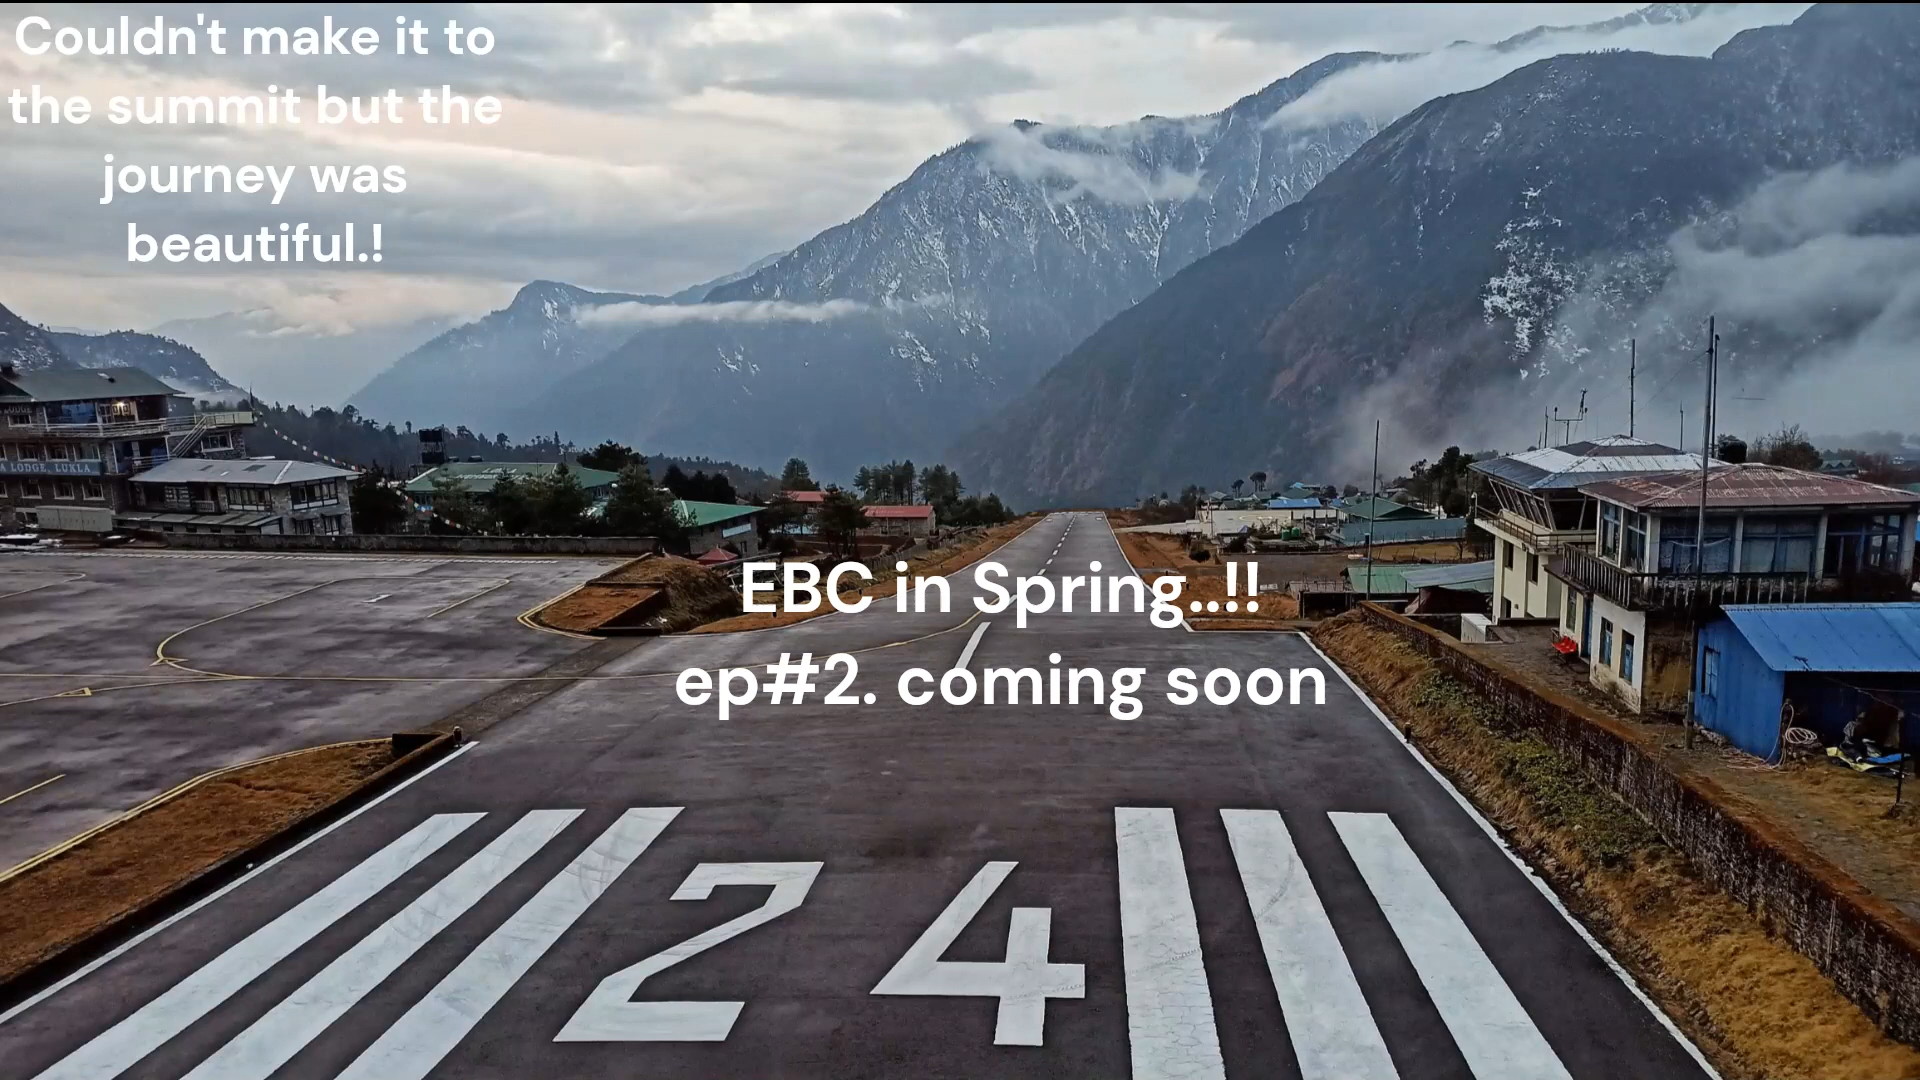 Couldn't make it to
the summit but the
journey was
beautiful.!
LODGE
A LODGE, LUKLA
EBC in Spring..!!
ep#2. coming soon
24